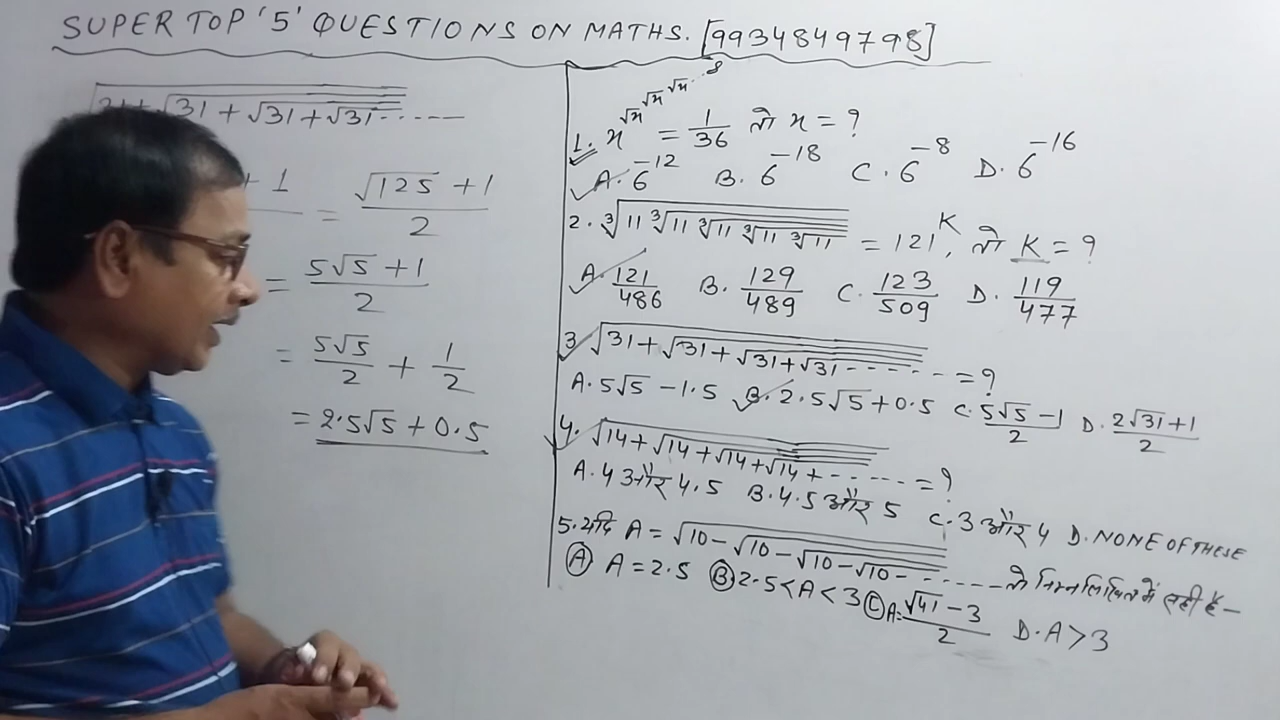 SUPER TOP '5' QUESTIONS ON MATHS. [9934849798]
√31 + √31 + √31 + √31 - - - - -
+ 1 = √125 + 1 / 2
= 5√5 + 1 / 2
= 5√5 / 2 + 1 / 2
= 2.5√5 + 0.5
1. x^√x^√x^√x...∞ = 1/36 तो x = ?
A. 6^-12 B. 6^-18 C. 6^-8 D. 6^-16
2. ∛11 ∛11 ∛11 ∛11 ∛11 = 121^K, तो K = ?
A. 121/486 B. 129/489 C. 123/509 D. 119/477
3 √31 + √31 + √31 + √31 - - - - - - = ?
A. 5√5 - 1.5 B. 2.5√5 + 0.5 C. 5√5 - 1 / 2 D. 2√31 + 1 / 2
4. √14 + √14 + √14 + √14 + - - - - - = ?
A. 4 और 4.5 B. 4.5 और 5 C. 3 और 4 D. NONE OF THESE
5. यदि A = √10 - √10 - √10 - √10 - - - - - - - तो निम्नलिखित में सही है -
(A) A = 2.5 (B) 2.5 < A < 3 (C) A = √41 - 3 / 2 D. A > 3